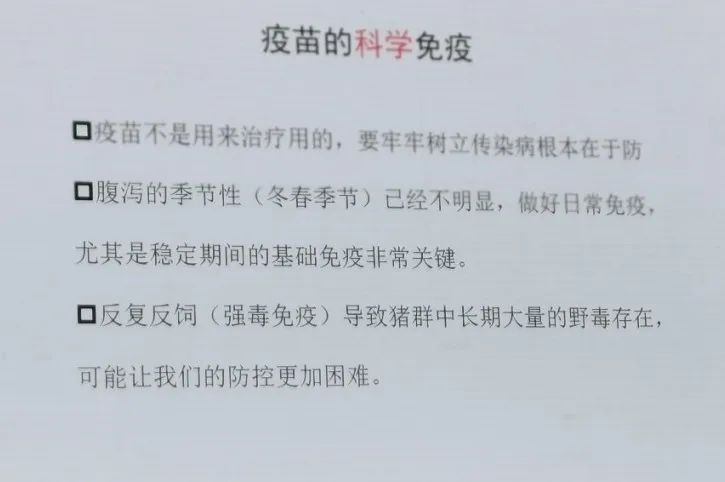 疫苗的科学免疫
疫苗不是用来治疗用的，要牢牢树立传染病根本在于防
腹泻的季节性（冬春季节）已经不明显，做好日常免疫，
尤其是稳定期间的基础免疫非常关键。
反复反饲（强毒免疫）导致猪群中长期大量的野毒存在，
可能让我们的防控更加困难。